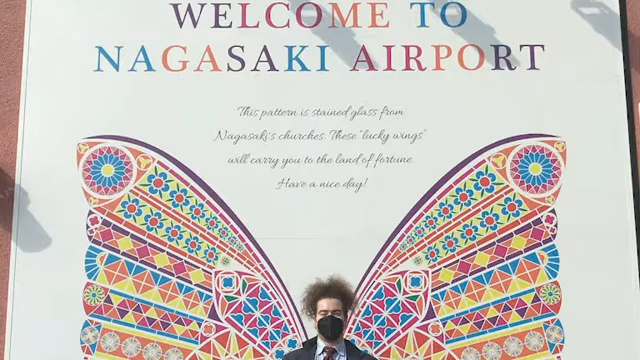 WELCOME TO
NAGASAKI AIRPORT
This pattern is stained glass from
Nagasaki's churches. These "lucky wings"
will carry you to the land of fortune
Have a nice day!